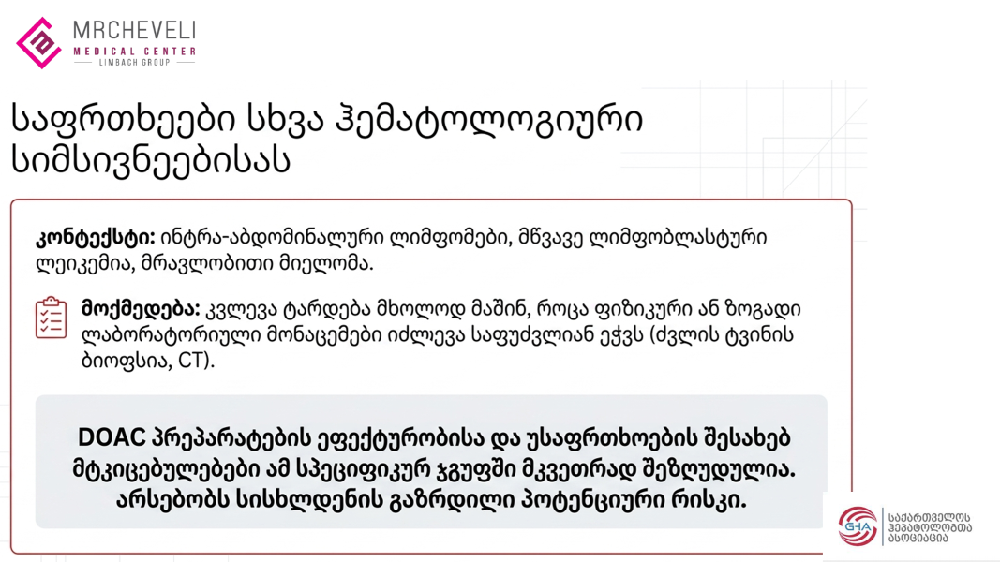 MRCHEVELI
MEDICAL CENTER
LIMBACH GROUP
საფრთხეები სხვა ჰემატოლოგიური
სიმსივნეებისას
კონტექსტი: ინტრა-აბდომინალური ლიმფომები, მწვავე ლიმფობლასტური
ლეიკემია, მრავლობითი მიელომა.
მოქმედება: კვლევა ტარდება მხოლოდ მაშინ, როცა ფიზიკური ან ზოგადი
ლაბორატორიული მონაცემები იძლევა საფუძვლიან ეჭვს (ძვლის ტვინის
ბიოფსია, CT).
DOAC პრეპარატების ეფექტურობისა და უსაფრთხოების შესახებ
მტკიცებულებები ამ სპეციფიკურ ჯგუფში მკვეთრად შეზღუდულია.
არსებობს სისხლდენის გაზრდილი პოტენციური რისკი.
GHA
საქართველოს
ჰეპატოლოგთა
ასოციაცია